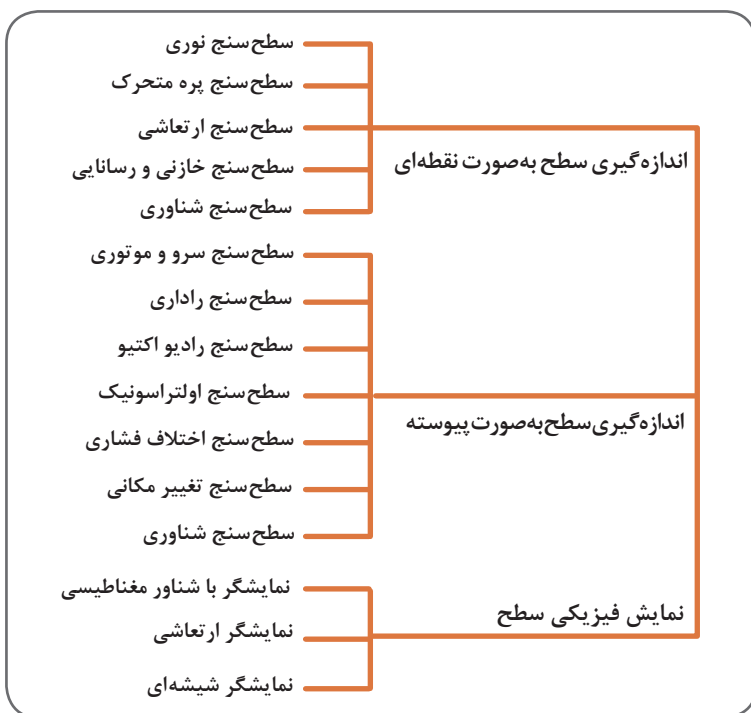 سطح‌سنج نوری
سطح‌سنج پره متحرک
سطح‌سنج ارتعاشی
سطح‌سنج خازنی و رسانایی
سطح‌سنج شناوری
اندازه‌گیری سطح به‌صورت نقطه‌ای
سطح‌سنج سرو و موتوری
سطح‌سنج راداری
سطح‌سنج رادیو اکتیو
سطح‌سنج اولتراسونیک
سطح‌سنج اختلاف فشاری
سطح‌سنج تغییر مکانی
سطح‌سنج شناوری
اندازه‌گیری سطح به‌صورت پیوسته
نمایشگر با شناور مغناطیسی
نمایشگر ارتعاشی
نمایشگر شیشه‌ای
نمایش فیزیکی سطح